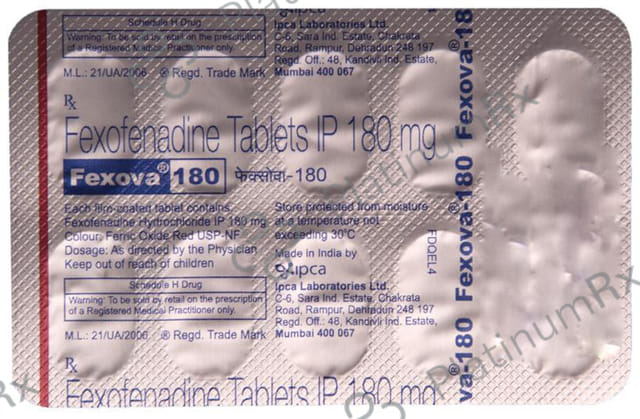 Schedule H Drug
Warning: To be sold by retail on the prescription
of a Registered Medical Practitioner only.
M.L.: 21/UA/2006 ® Regd. Trade Mark
ipca
Ipca Laboratories Ltd.
C-6, Sara Ind. Estate, Chakrata
Road, Rampur, Dehradun 248 197
Regd. Off.: 48, Kandivli Ind. Estate,
Mumbai 400 067
Rx
Fexofenadine Tablets IP 180 mg
Fexova® 180 फेक्सोवा-180
Each film-coated tablet contains:
Fexofenadine Hydrochloride IP 180 mg
Colour: Ferric Oxide Red USP-NF
Dosage: As directed by the Physician
Keep out of reach of children
Store protected from moisture
at a temperature not
exceeding 30°C
Made in India by
ipca
Ipca Laboratories Ltd.
C-6, Sara Ind. Estate, Chakrata
Road, Rampur, Dehradun 248 197
Regd. Off.: 48, Kandivli Ind. Estate,
Mumbai 400 067
Schedule H Drug
Warning: To be sold by retail on the prescription
of a Registered Medical Practitioner only.
M.L.: 21/UA/2006 ® Regd. Trade Mark
Rx
Fexofenadine Tablets IP 180 mg
FDQEL4
va-180 Fexova®-180 Fexova®-18
PlatinumRx
PlatinumRx